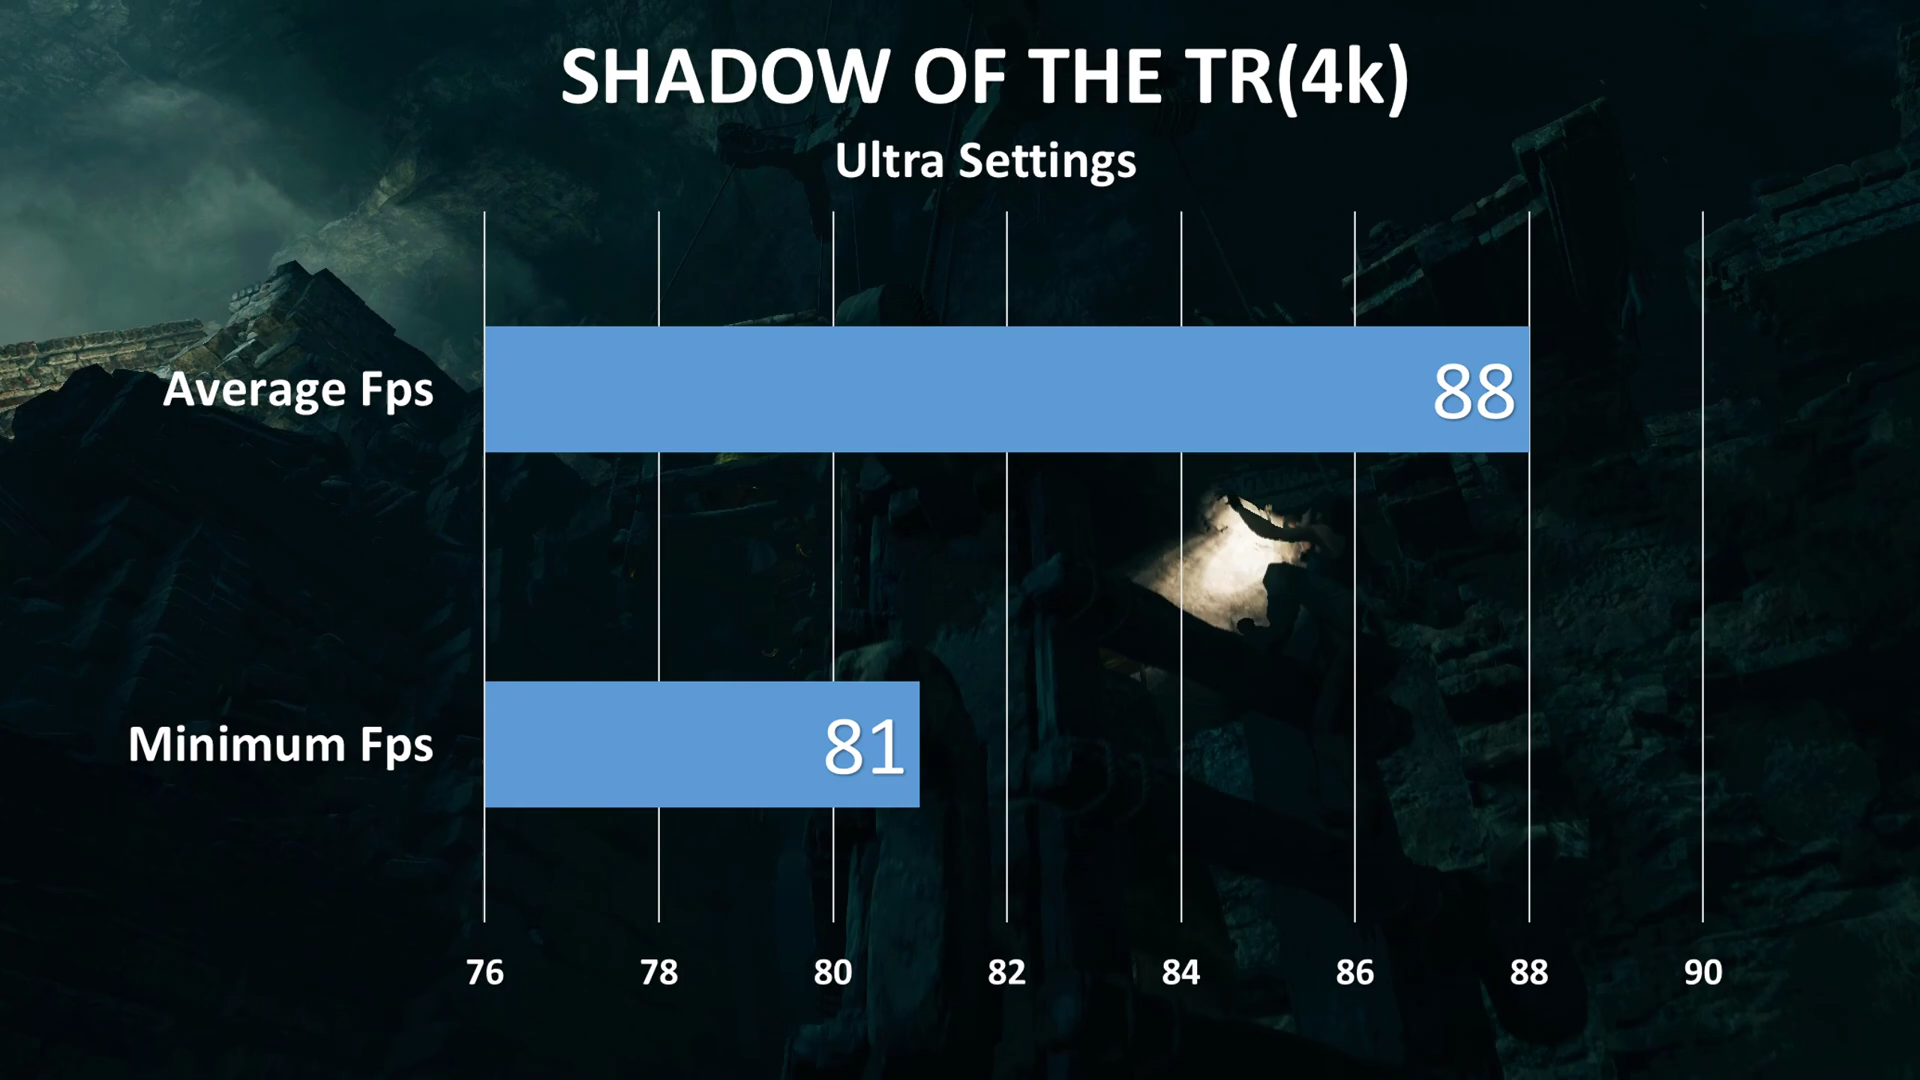 SHADOW OF THE TR(4k)
Ultra Settings
Average Fps
88
Minimum Fps
81
76 78 80 82 84 86 88 90